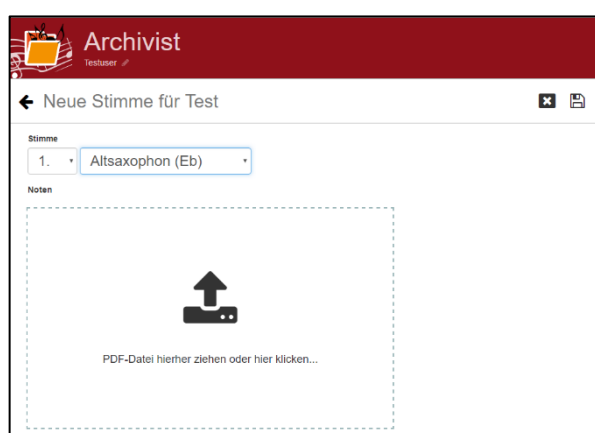 Archivist
Testuser
Neue Stimme für Test
Stimme
1. Altsaxophon (Eb)
Noten
PDF-Datei hierher ziehen oder hier klicken...